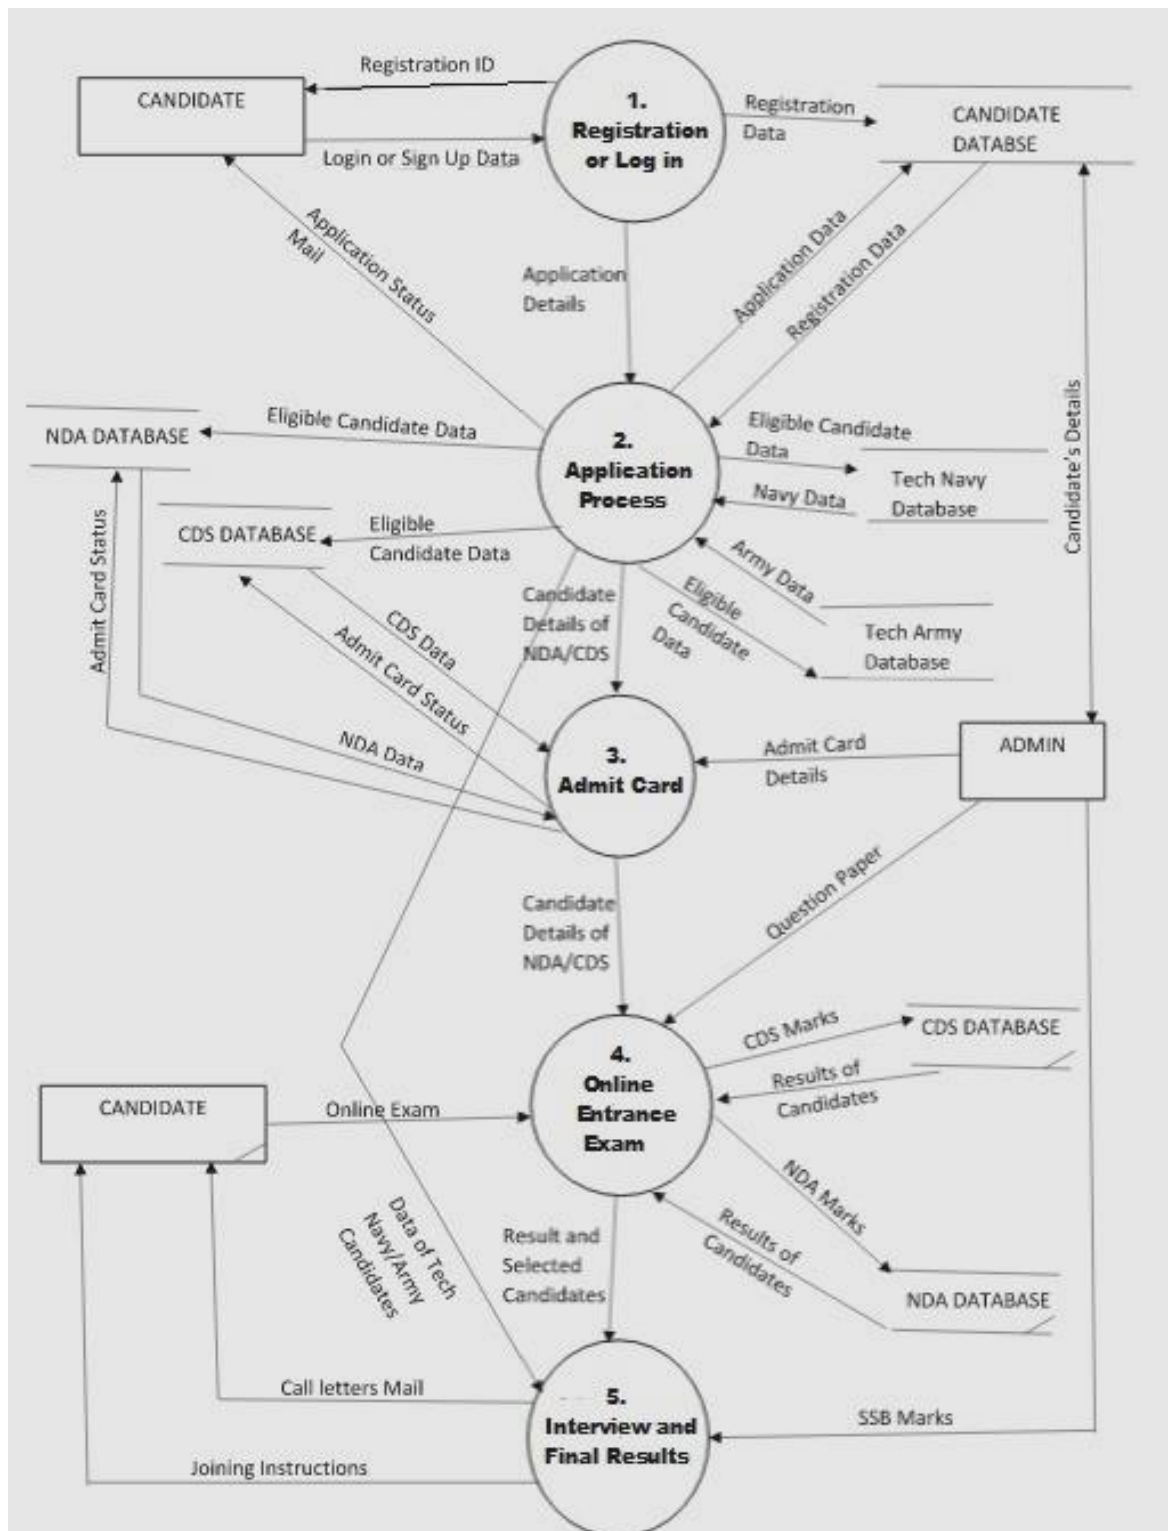 Registration ID
CANDIDATE
Login or Sign Up Data
1.
Registration
or Log in
Registration
Data
CANDIDATE
DATABSE
Application Status
Mail
Application
Details
Application Data
Registration Data
Candidate's Details
NDA DATABASE
Eligible Candidate Data
2.
Application
Process
Eligible Candidate
Data
Tech Navy
Database
Navy Data
CDS DATABASE
Eligible
Candidate Data
Army Data
Eligible
Candidate
Data
Tech Army
Database
Admit Card Status
CDS Data
Admit Card Status
NDA Data
Candidate
Details of
NDA/CDS
3.
Admit Card
Admit Card
Details
ADMIN
Candidate
Details of
NDA/CDS
Question Paper
4.
Online
Entrance
Exam
CDS Marks
CDS DATABASE
Results of
Candidates
CANDIDATE
Online Exam
NDA Marks
Results of
Candidates
NDA DATABASE
Data of Tech
Navy/Army
Candidates
Result and
Selected
Candidates
Call letters Mail
5.
Interview and
Final Results
SSB Marks
Joining Instructions